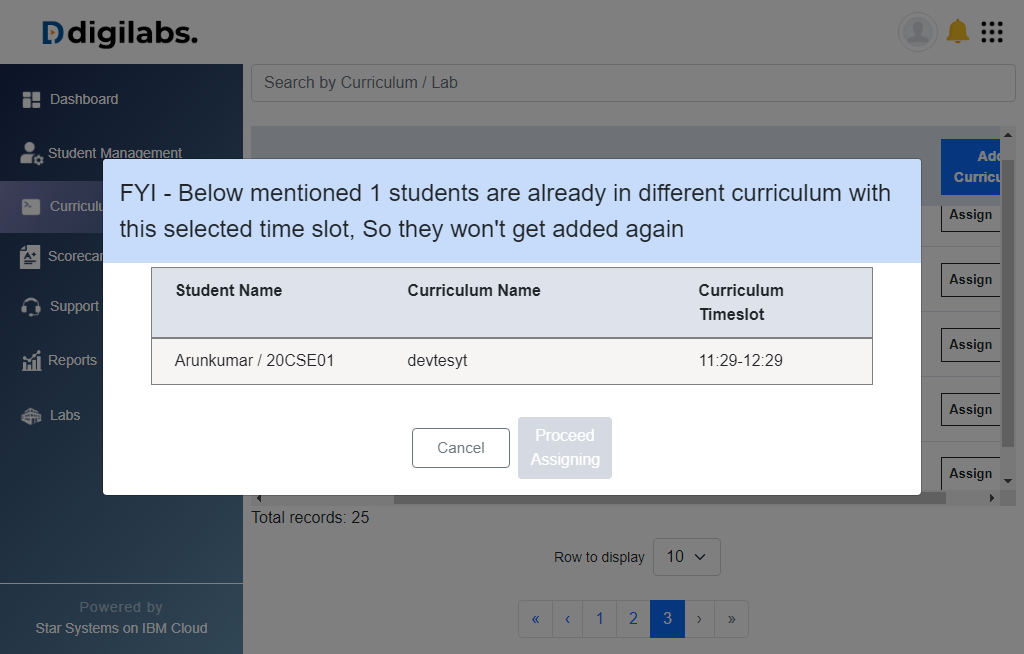 digilabs.
Search by Curriculum / Lab
Dashboard
Student Management
Add
Curricu
Curriculu
Assign
Scorecar
Assign
Support
Assign
Reports
Assign
Labs
Assign
FYI - Below mentioned 1 students are already in different curriculum with
this selected time slot, So they won't get added again
Student Name Curriculum Name Curriculum
Timeslot
Arunkumar / 20CSE01 devtesyt 11:29-12:29
Cancel
Proceed
Assigning
Total records: 25
Row to display 10
« ‹ 1 2 3 › »
Powered by
Star Systems on IBM Cloud